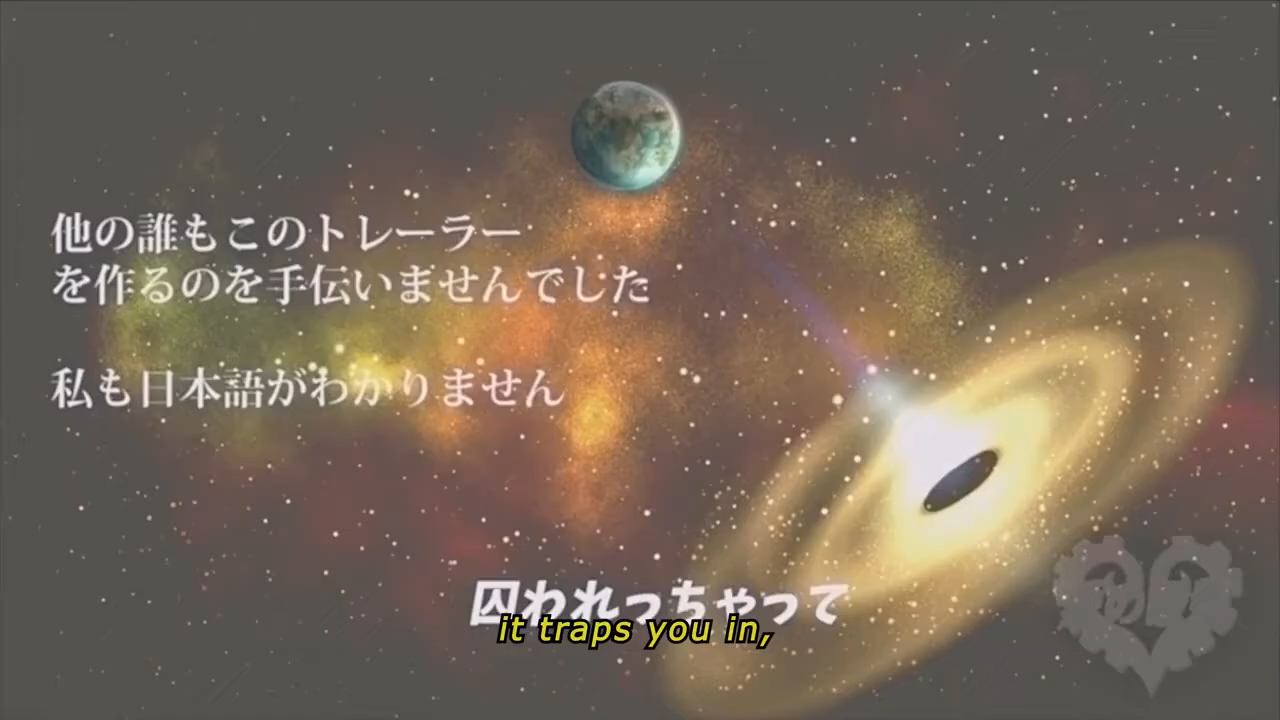 他の誰もこのトレーラー
を作るのを手伝いませんでした
私も日本語がわかりません
囚われっちゃって
it traps you in,